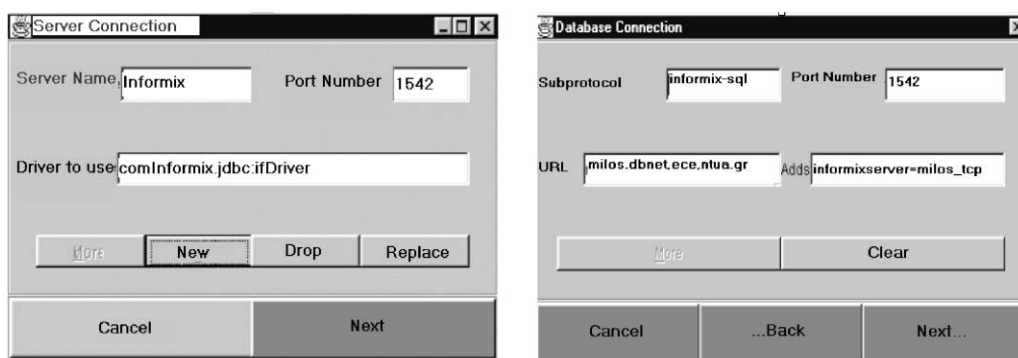 Server Connection
Server Name, Informix Port Number 1542
Driver to use comInformix.jdbc:ifDriver
More New Drop Replace
Cancel Next
Database Connection
Subprotocol informix-sql Port Number 1542
URL milos.dbnet,ece,ntua.gr Adds informixserver=milos_tcp
More Clear
Cancel ...Back Next...